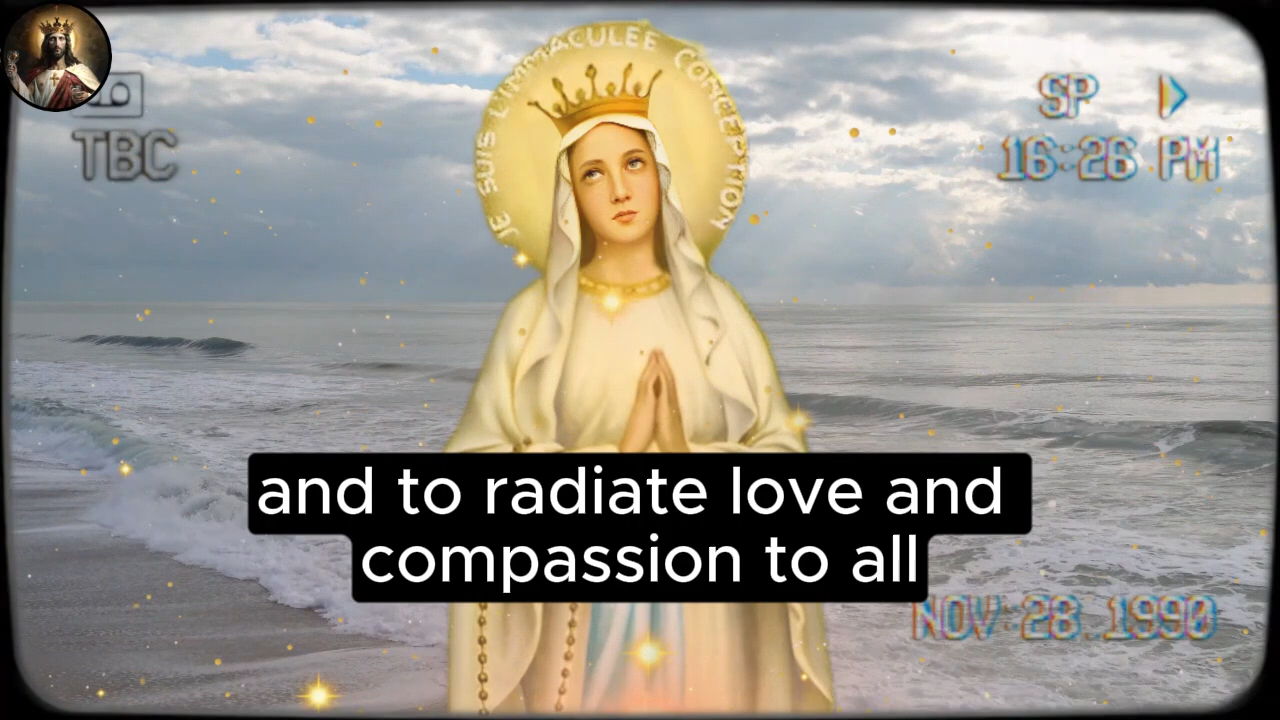 JE SUIS L'IMMACULEE CONCEPTION
TBC
SP
16:26 PM
and to radiate love and
compassion to all
NOV 28 1990